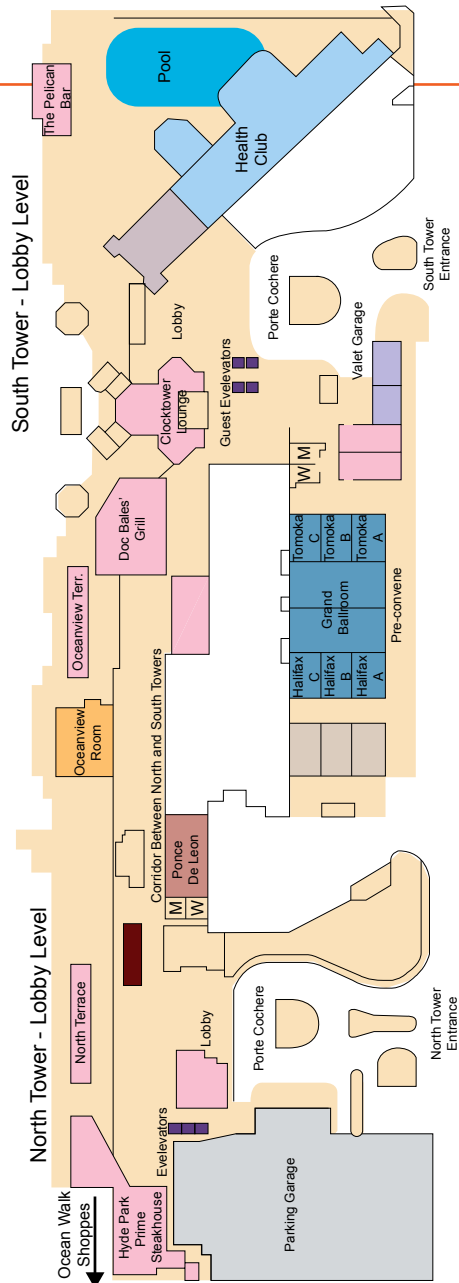 South Tower - Lobby Level
The Pelican
Bar
Pool
Health
Club
Lobby
Porte Cochere
South Tower
Entrance
Clocktower
Lounge
Guest Evelevators
Valet Garage
Doc Bales'
Grill
W
M
Oceanview Terr.
Tomoka
C
Tomoka
B
Tomoka
A
Grand
Ballroom
Pre-convene
Halifax
C
Halifax
B
Halifax
A
Oceanview
Room
Corridor Between North and South Towers
Ponce
De Leon
M
W
North Tower - Lobby Level
North Terrace
Lobby
Porte Cochere
North Tower
Entrance
Evelevators
Ocean Walk
Shoppes
Hyde Park
Prime
Steakhouse
Parking Garage